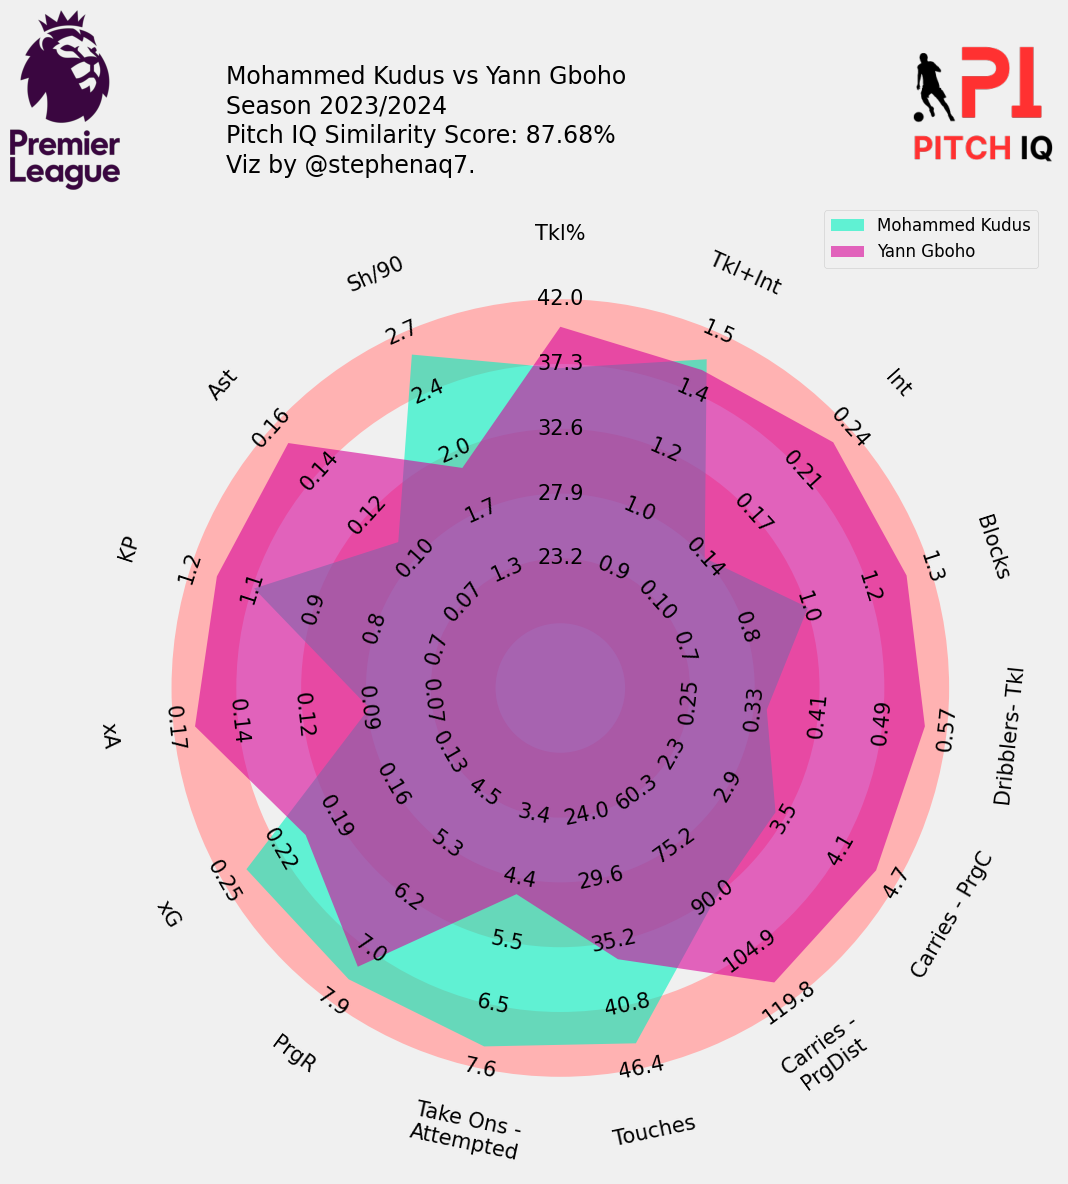 Premier
League
Mohammed Kudus vs Yann Gboho
Season 2023/2024
Pitch IQ Similarity Score: 87.68%
Viz by @stephenaq7.
PI
PITCH IQ
Mohammed Kudus
Yann Gboho
Tkl%
42.0
37.3
32.6
27.9
23.2
Tkl+Int
1.5
1.4
1.2
1.0
0.9
Int
0.24
0.21
0.17
0.14
0.10
Blocks
1.3
1.2
1.0
0.8
0.7
Dribblers- Tkl
0.57
0.49
0.41
0.33
0.25
Carries - PrgC
4.7
4.1
3.5
2.9
2.3
Carries -
PrgDist
119.8
104.9
90.0
75.2
60.3
Touches
46.4
40.8
35.2
29.6
24.0
Take Ons -
Attempted
7.6
6.5
5.5
4.4
3.4
PrgR
7.9
7.0
6.2
5.3
4.5
xG
0.25
0.22
0.19
0.16
0.13
xA
0.17
0.14
0.12
0.09
0.07
KP
1.2
1.1
0.9
0.8
0.7
Ast
0.16
0.14
0.12
0.10
0.07
Sh/90
2.7
2.4
2.0
1.7
1.3